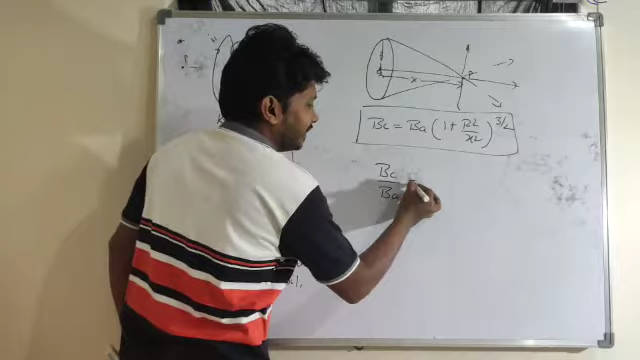 x
P
Bc = Ba (1 + R2/x2)^3/2
Bc
Ba